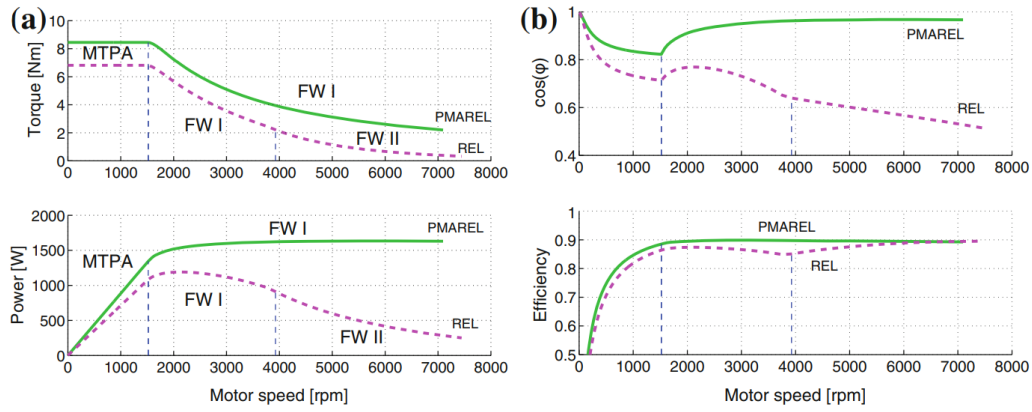 (a)
10
8
6
4
2
0
Torque [Nm]
MTPA
FW I
FW I
FW II
PMAREL
REL
0 1000 2000 3000 4000 5000 6000 7000 8000
2000
1500
1000
500
0
Power [W]
MTPA
FW I
FW I
FW II
PMAREL
REL
0 1000 2000 3000 4000 5000 6000 7000 8000
Motor speed [rpm]
(b)
1
0.8
0.6
0.4
cos(φ)
PMAREL
REL
0 1000 2000 3000 4000 5000 6000 7000 8000
1
0.9
0.8
0.7
0.6
0.5
Efficiency
PMAREL
REL
0 1000 2000 3000 4000 5000 6000 7000 8000
Motor speed [rpm]